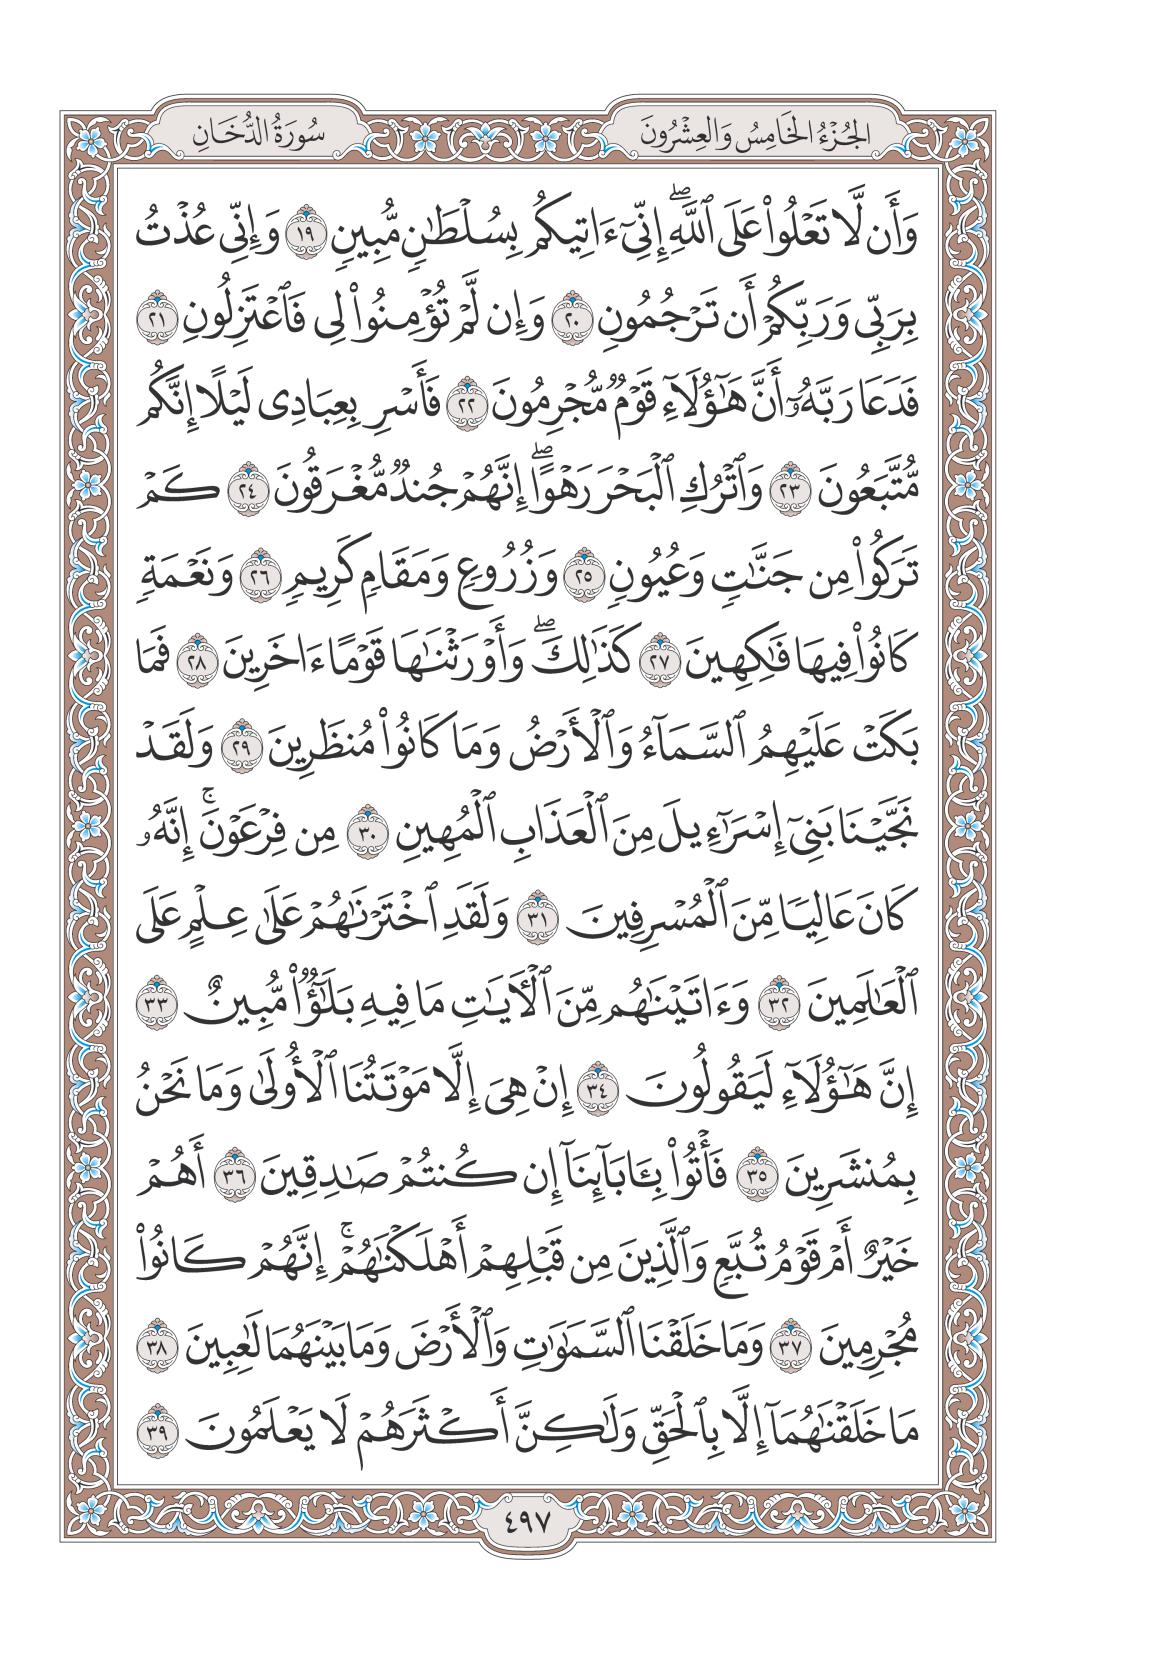 الجُزْءُ الخَامِسُ وَالعِشْرُونَ
سُورَةُ الدُّخَانِ
وَأَن لَّا تَعْلُوا۟ عَلَى ٱللَّهِۖ إِنِّىٓ ءَاتِيكُم بِسُلْطَٰنٖ مُّبِينٖ ١٩ وَإِنِّى عُذْتُ
بِرَبِّى وَرَبِّكُمْ أَن تَرْجُمُونِ ٢٠ وَإِن لَّمْ تُؤْمِنُوا۟ لِى فَٱعْتَزِلُونِ ٢١
فَدَعَا رَبَّهُۥٓ أَنَّ هَٰٓؤُلَآءِ قَوْمٞ مُّجْرِمُونَ ٢٢ فَأَسْرِ بِعِبَادِى لَيْلًا إِنَّكُم
مُّتَّبَعُونَ ٢٣ وَٱتْرُكِ ٱلْبَحْرَ رَهْوًاۖ إِنَّهُمْ جُندٞ مُّغْرَقُونَ ٢٤ كَمْ
تَرَكُوا۟ مِن جَنَّٰتٖ وَعُيُونٖ ٢٥ وَزُرُوعٖ وَمَقَامٖ كَرِيمٖ ٢٦ وَنَعْمَةٖ
كَانُوا۟ فِيهَا فَٰكِهِينَ ٢٧ كَذَٰلِكَۖ وَأَوْرَثْنَٰهَا قَوْمًا ءَاخَرِينَ ٢٨ فَمَا
بَكَتْ عَلَيْهِمُ ٱلسَّمَآءُ وَٱلْأَرْضُ وَمَا كَانُوا۟ مُنظَرِينَ ٢٩ وَلَقَدْ
نَجَّيْنَا بَنِىٓ إِسْرَٰٓءِيلَ مِنَ ٱلْعَذَابِ ٱلْمُهِينِ ٣٠ مِن فِرْعَوْنَۚ إِنَّهُۥ
كَانَ عَالِيٗا مِّنَ ٱلْمُسْرِفِينَ ٣١ وَلَقَدِ ٱخْتَرْنَٰهُمْ عَلَىٰ عِلْمٍ عَلَى
ٱلْعَٰلَمِينَ ٣٢ وَءَاتَيْنَٰهُم مِّنَ ٱلْأٓيَٰتِ مَا فِيهِ بَلَٰٓؤٞا۟ مُّبِينٌ ٣٣
إِنَّ هَٰٓؤُلَآءِ لَيَقُولُونَ ٣٤ إِنْ هِىَ إِلَّا مَوْتَتُنَا ٱلْأُولَىٰ وَمَا نَحْنُ
بِمُنشَرِينَ ٣٥ فَأْتُوا۟ بِـَٔابَآئِنَآ إِن كُنتُمْ صَٰدِقِينَ ٣٦ أَهُمْ
خَيْرٌ أَمْ قَوْمُ تُبَّعٖ وَٱلَّذِينَ مِن قَبْلِهِمْ أَهْلَكْنَٰهُمْۚ إِنَّهُمْ كَانُوا۟
مُجْرِمِينَ ٣٧ وَمَا خَلَقْنَا ٱلسَّمَٰوَٰتِ وَٱلْأَرْضَ وَمَا بَيْنَهُمَا لَٰعِبِينَ ٣٨
مَا خَلَقْنَٰهُمَآ إِلَّا بِٱلْحَقِّ وَلَٰكِنَّ أَكْثَرَهُمْ لَا يَعْلَمُونَ ٣٩
٤٩٧